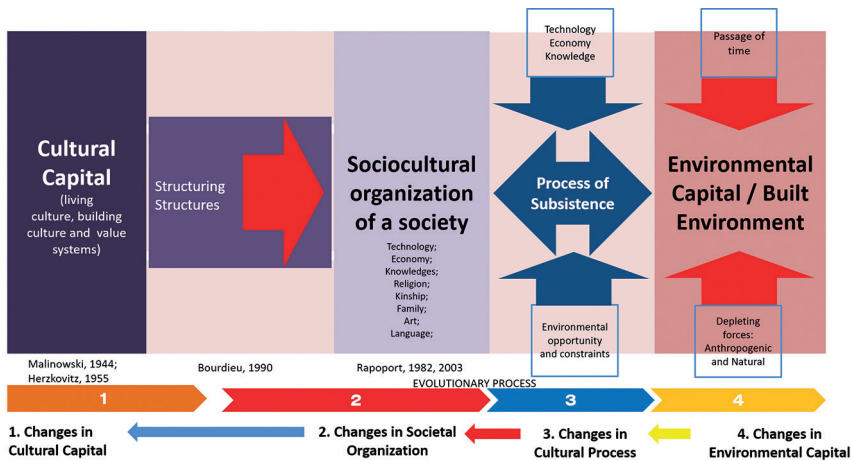 Cultural
Capital
(living
culture, building
culture and value
systems)
Structuring
Structures
Sociocultural
organization
of a society
Technology;
Economy;
Knowledges;
Religion;
Kinship;
Family;
Art;
Language;
Technology
Economy
Knowledge
Process of
Subsistence
Environmental
opportunity
and constraints
Passage of
time
Environmental
Capital / Built
Environment
Depleting
forces:
Anthropogenic
and Natural
Malinowski, 1944;
Herzkovitz, 1955
Bourdieu, 1990
Rapoport, 1982, 2003
EVOLUTIONARY PROCESS
1
2
3
4
1. Changes in
Cultural Capital
2. Changes in Societal
Organization
3. Changes in
Cultural Process
4. Changes in
Environmental Capital